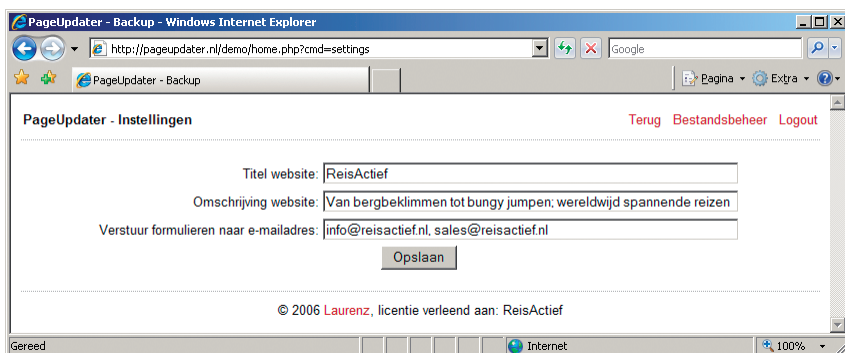 PageUpdater - Backup - Windows Internet Explorer
http://pageupdater.nl/demo/home.php?cmd=settings
Google
PageUpdater - Backup
Pagina
Extra
PageUpdater - Instellingen
Terug Bestandsbeheer Logout
Titel website: ReisActief
Omschrijving website: Van bergbeklimmen tot bungy jumpen; wereldwijd spannende reizen
Verstuur formulieren naar e-mailadres: info@reisactief.nl, sales@reisactief.nl
Opslaan
© 2006 Laurenz, licentie verleend aan: ReisActief
Gereed
Internet
100%